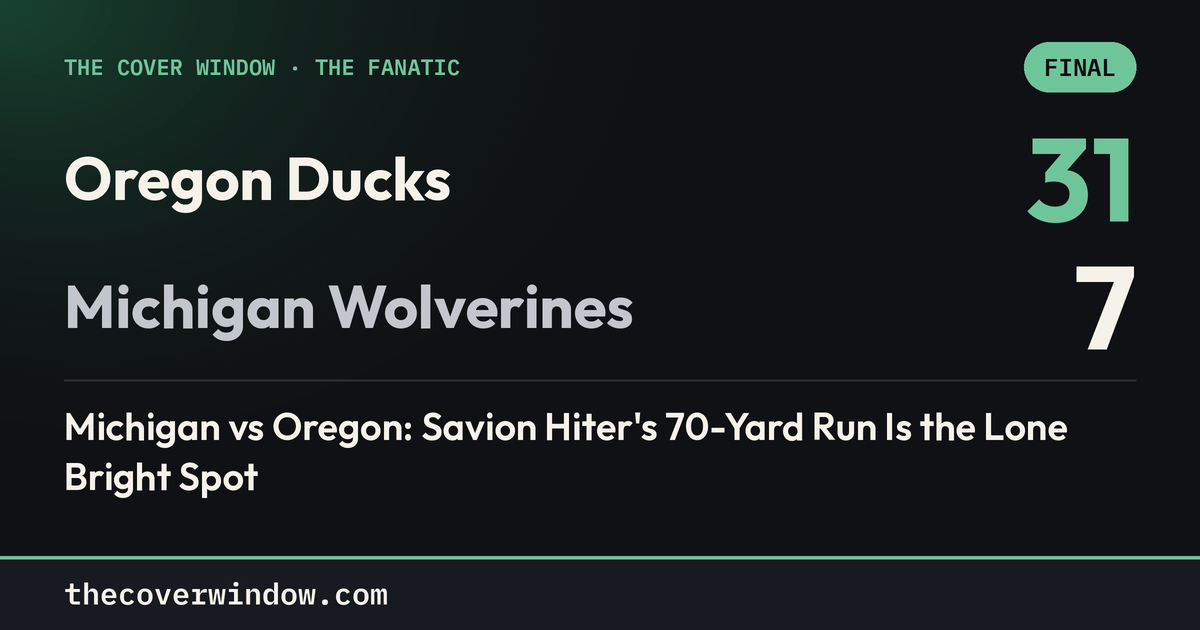 THE COVER WINDOW · THE FANATIC
FINAL
Oregon Ducks
31
Michigan Wolverines
7
Michigan vs Oregon: Savion Hiter's 70-Yard Run Is the Lone
Bright Spot
thecoverwindow.com